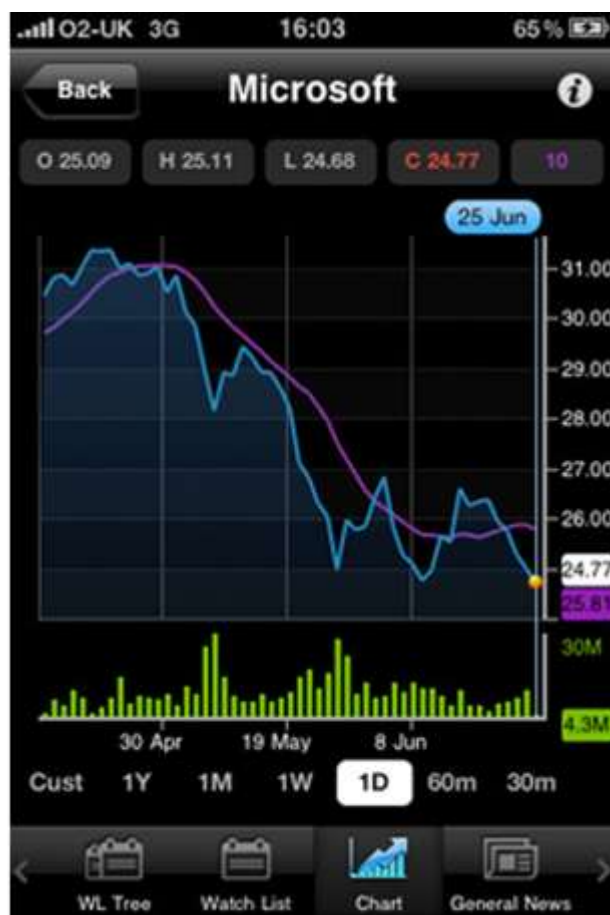 O2-UK 3G 16:03 65%
Back Microsoft i
O 25.09 H 25.11 L 24.68 C 24.77 10
25 Jun
31.00
30.00
29.00
28.00
27.00
26.00
24.77
25.81
30M
4.3M
30 Apr 19 May 8 Jun
Cust 1Y 1M 1W 1D 60m 30m
WL Tree Watch List Chart General News